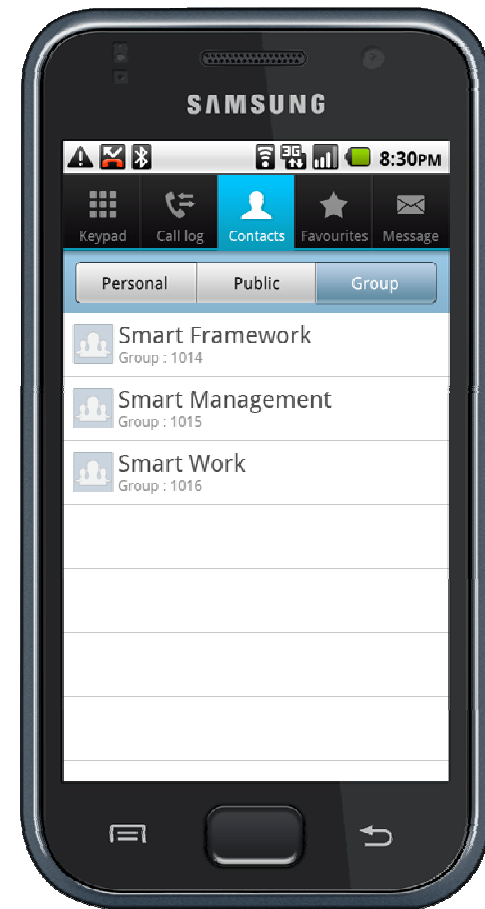 SAMSUNG
3G 8:30PM
Keypad Call log Contacts Favourites Message
Personal Public Group
Smart Framework
Group : 1014
Smart Management
Group : 1015
Smart Work
Group : 1016